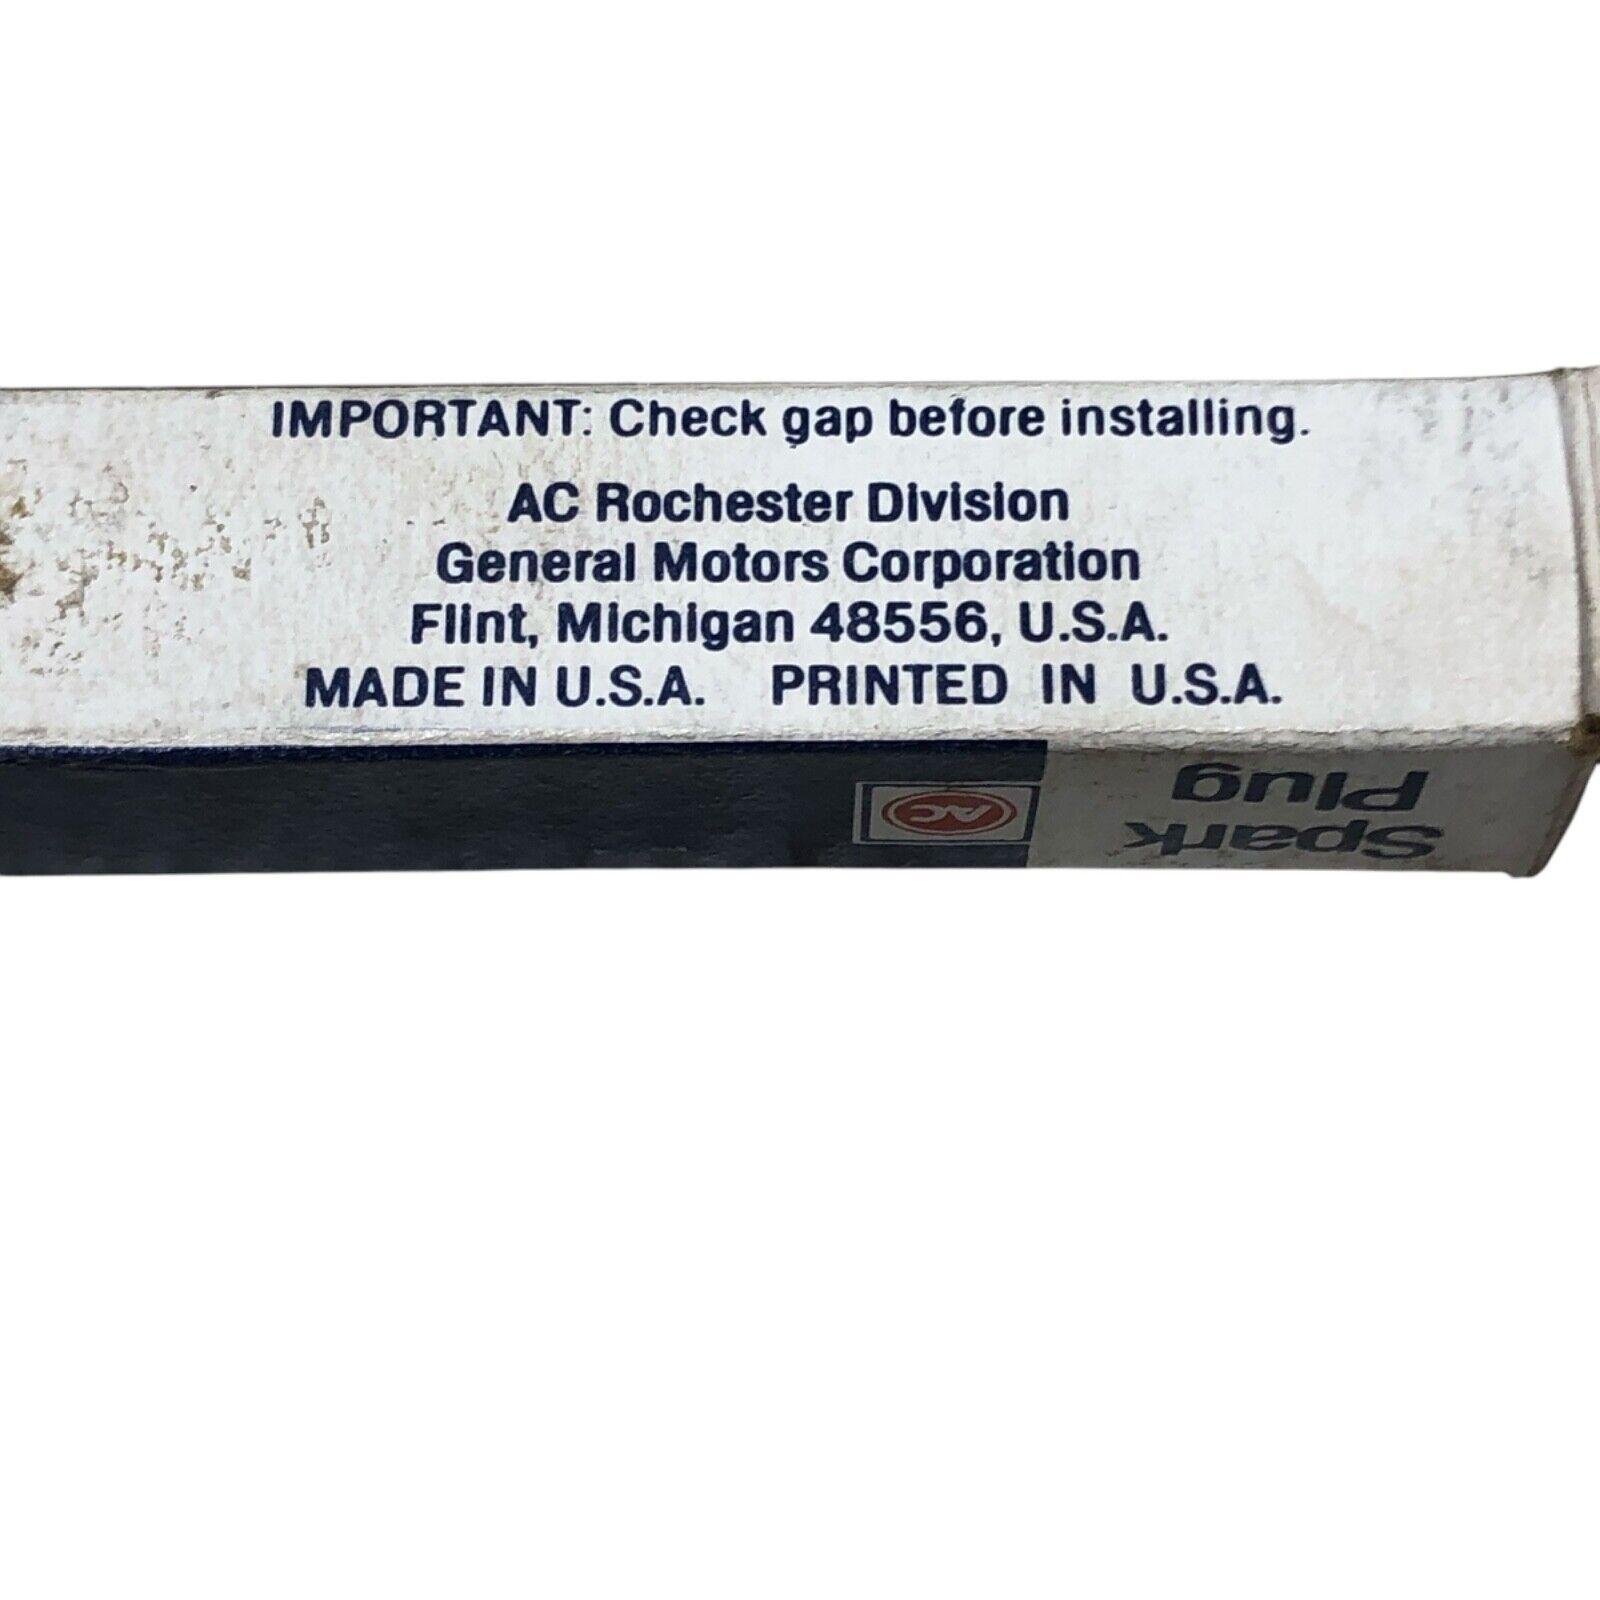 IMPORTANT: Check gap before installing.
AC Rochester Division
General Motors Corporation
Flint, Michigan 48556, U.S.A.
MADE IN U.S.A. PRINTED IN U.S.A.
AC
Spark
Plug